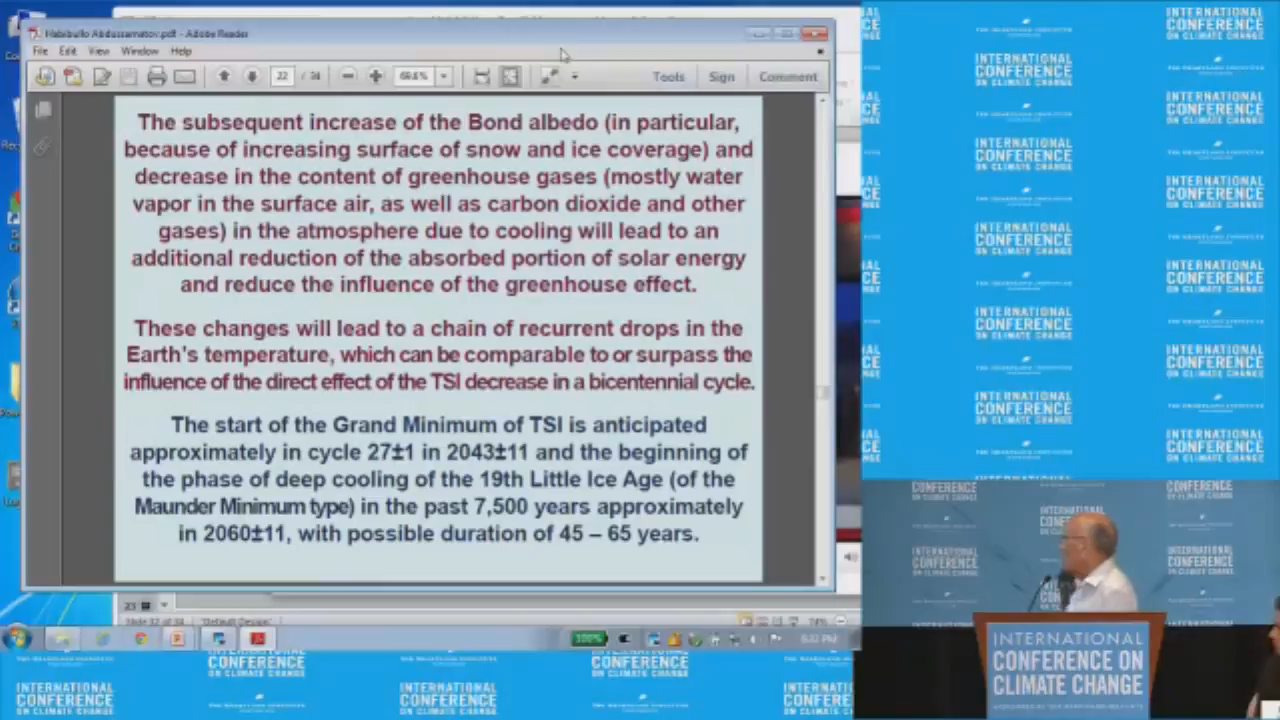 Habibullo Abdussamatov.pdf - Adobe Reader
File Edit View Window Help
22 / 34 69.6% Tools Sign Comment
The subsequent increase of the Bond albedo (in particular,
because of increasing surface of snow and ice coverage) and
decrease in the content of greenhouse gases (mostly water
vapor in the surface air, as well as carbon dioxide and other
gases) in the atmosphere due to cooling will lead to an
additional reduction of the absorbed portion of solar energy
and reduce the influence of the greenhouse effect.
These changes will lead to a chain of recurrent drops in the
Earth's temperature, which can be comparable to or surpass the
influence of the direct effect of the TSI decrease in a bicentennial cycle.
The start of the Grand Minimum of TSI is anticipated
approximately in cycle 27±1 in 2043±11 and the beginning of
the phase of deep cooling of the 19th Little Ice Age (of the
Maunder Minimum type) in the past 7,500 years approximately
in 2060±11, with possible duration of 45 – 65 years.
23
"Default Design"
100%
INTERNATIONAL
CONFERENCE
ON CLIMATE CHANGE
INTERNATIONAL
CONFERENCE ON
CLIMATE CHANGE